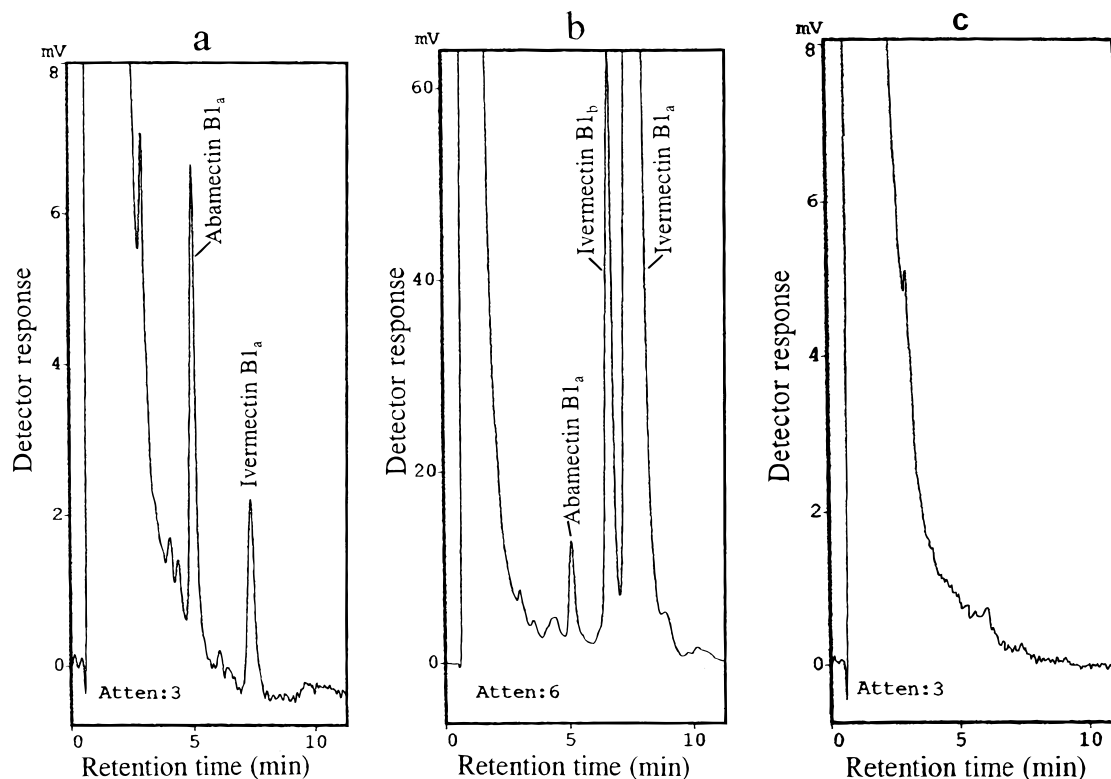 a
mV
8
6
4
2
0
Detector response
Abamectin B1a
Ivermectin B1a
Atten:3
0
5
10
Retention time (min)
b
mV
60
40
20
0
Detector response
Abamectin B1a
Ivermectin B1b
Ivermectin B1a
Atten:6
0
5
10
Retention time (min)
c
mV
8
6
4
2
0
Detector response
Atten:3
0
5
10
Retention time (min)